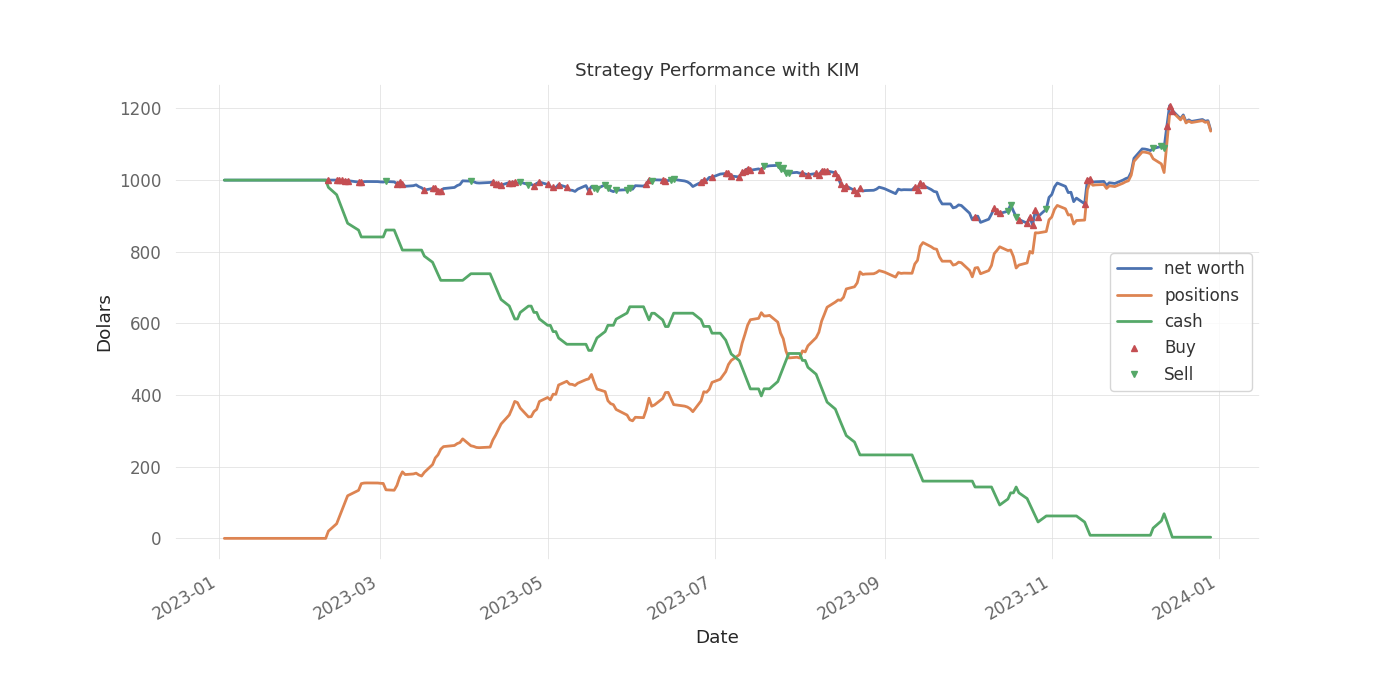 Strategy Performance with KIM
1200
1000
800
600
400
200
0
Dolars
net worth
positions
cash
Buy
Sell
2023-01
2023-03
2023-05
2023-07
2023-09
2023-11
2024-01
Date